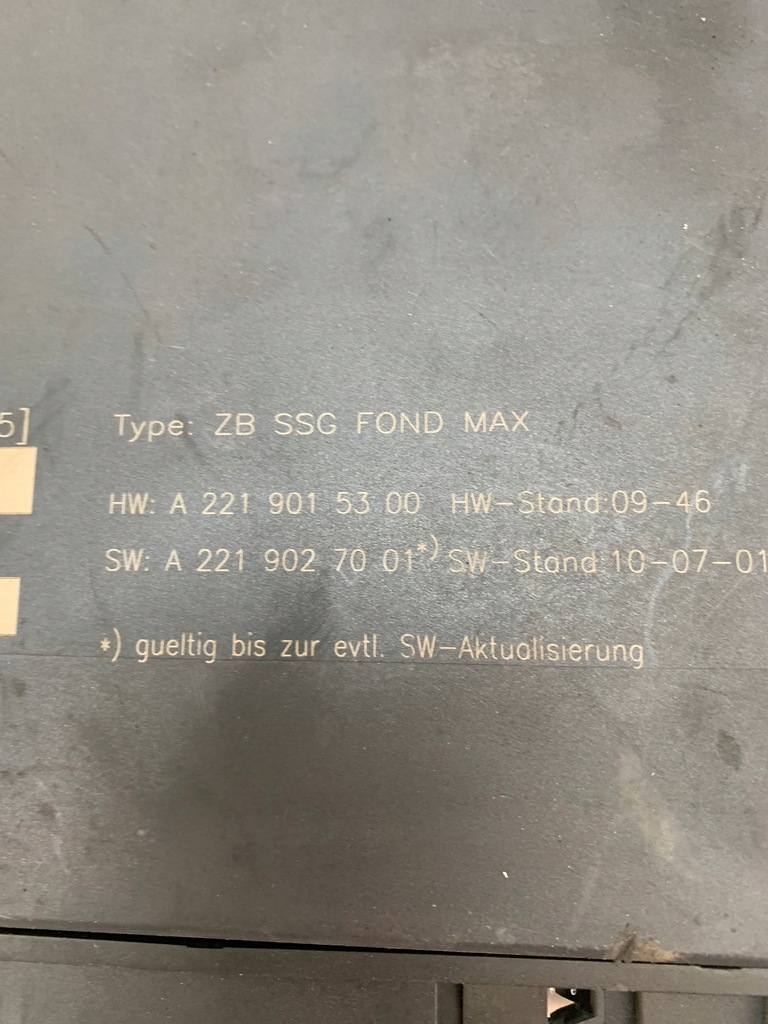 5] Type: ZB SSG FOND MAX
HW: A 221 901 53 00 HW-Stand:09-46
SW: A 221 902 70 01*) SW-Stand:10-07-01
*) gueltig bis zur evtl. SW-Aktualisierung